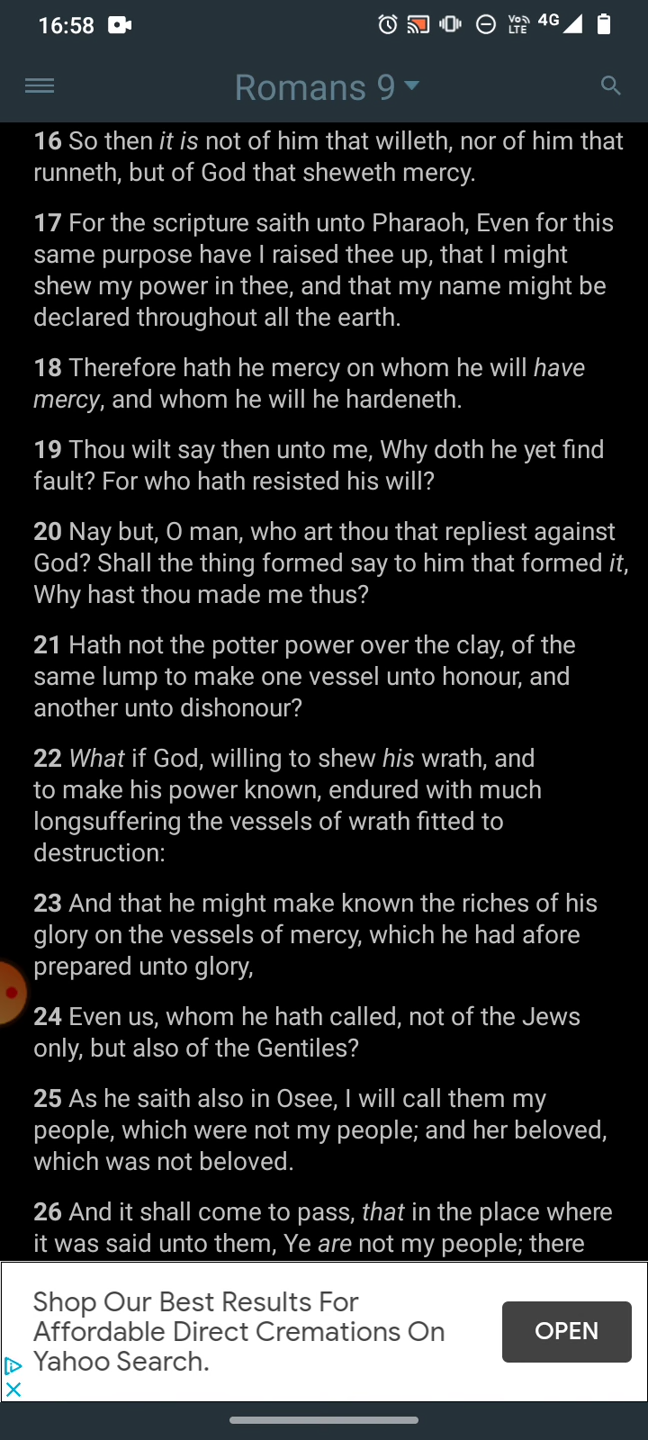 16:58
Vo))
LTE
4G
Romans 9
16 So then it is not of him that willeth, nor of him that
runneth, but of God that sheweth mercy.
17 For the scripture saith unto Pharaoh, Even for this
same purpose have I raised thee up, that I might
shew my power in thee, and that my name might be
declared throughout all the earth.
18 Therefore hath he mercy on whom he will have
mercy, and whom he will he hardeneth.
19 Thou wilt say then unto me, Why doth he yet find
fault? For who hath resisted his will?
20 Nay but, O man, who art thou that repliest against
God? Shall the thing formed say to him that formed it,
Why hast thou made me thus?
21 Hath not the potter power over the clay, of the
same lump to make one vessel unto honour, and
another unto dishonour?
22 What if God, willing to shew his wrath, and
to make his power known, endured with much
longsuffering the vessels of wrath fitted to
destruction:
23 And that he might make known the riches of his
glory on the vessels of mercy, which he had afore
prepared unto glory,
24 Even us, whom he hath called, not of the Jews
only, but also of the Gentiles?
25 As he saith also in Osee, I will call them my
people, which were not my people; and her beloved,
which was not beloved.
26 And it shall come to pass, that in the place where
it was said unto them, Ye are not my people; there
Shop Our Best Results For
Affordable Direct Cremations On
Yahoo Search.
OPEN